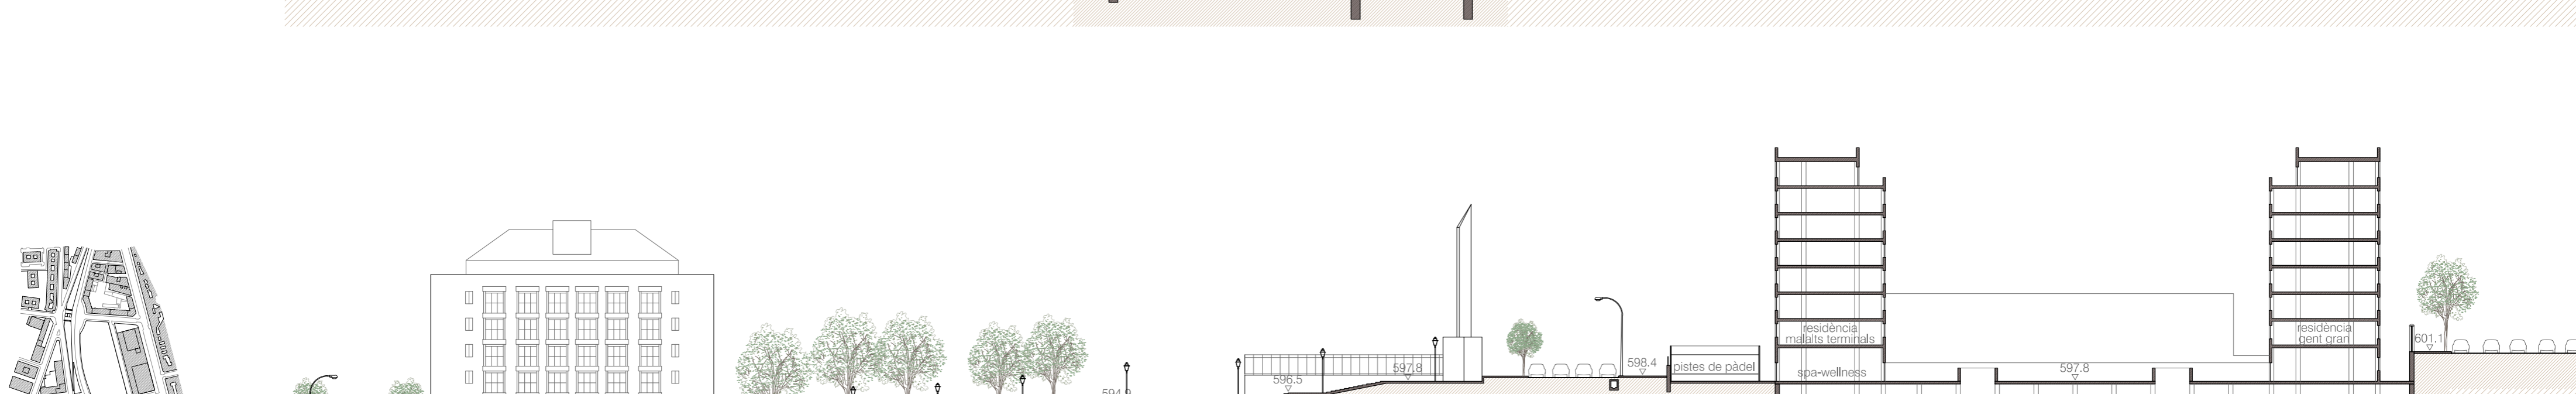 residència
malalts terminals
residència
gent gran
601.1
598.4
pistes de pàdel
597.8
spa-wellness
597.8
596.5